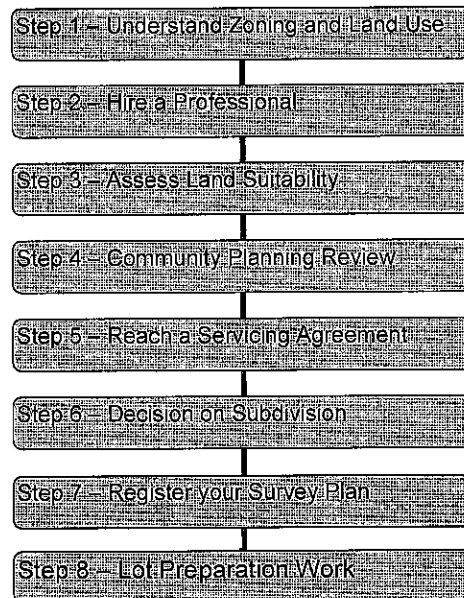 Step 1 – Understand Zoning and Land Use
Step 2 – Hire a Professional
Step 3 – Assess Land Suitability
Step 4 – Community Planning Review
Step 5 – Reach a Servicing Agreement
Step 6 – Decision on Subdivision
Step 7 – Register your Survey Plan
Step 8 – Lot Preparation Work